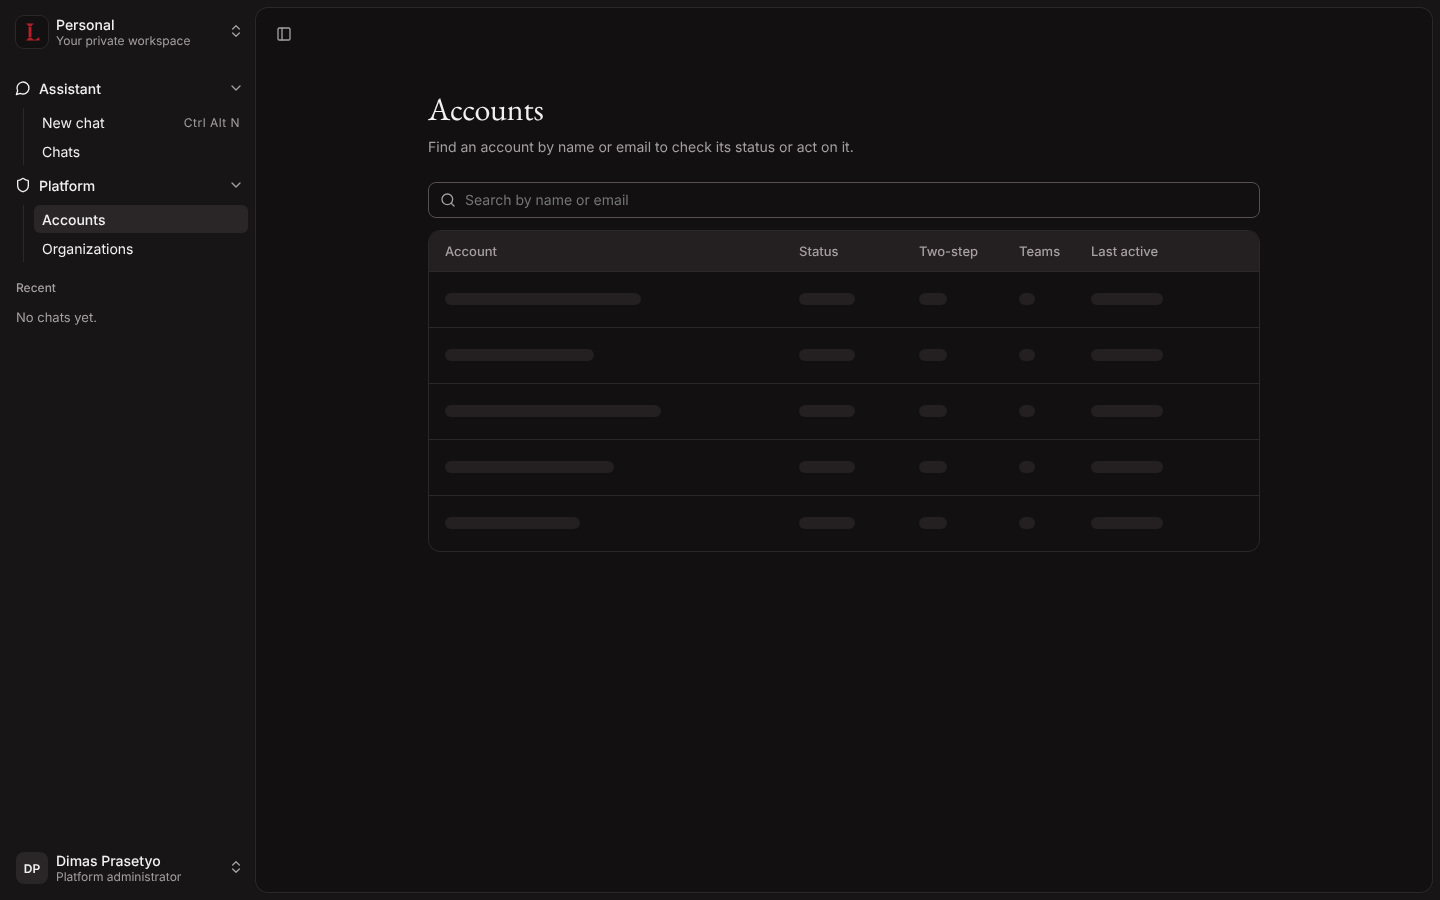 L
Personal
Your private workspace
Assistant
New chat Ctrl Alt N
Chats
Platform
Accounts
Organizations
Recent
No chats yet.
DP
Dimas Prasetyo
Platform administrator
Accounts
Find an account by name or email to check its status or act on it.
Search by name or email
Account Status Two-step Teams Last active